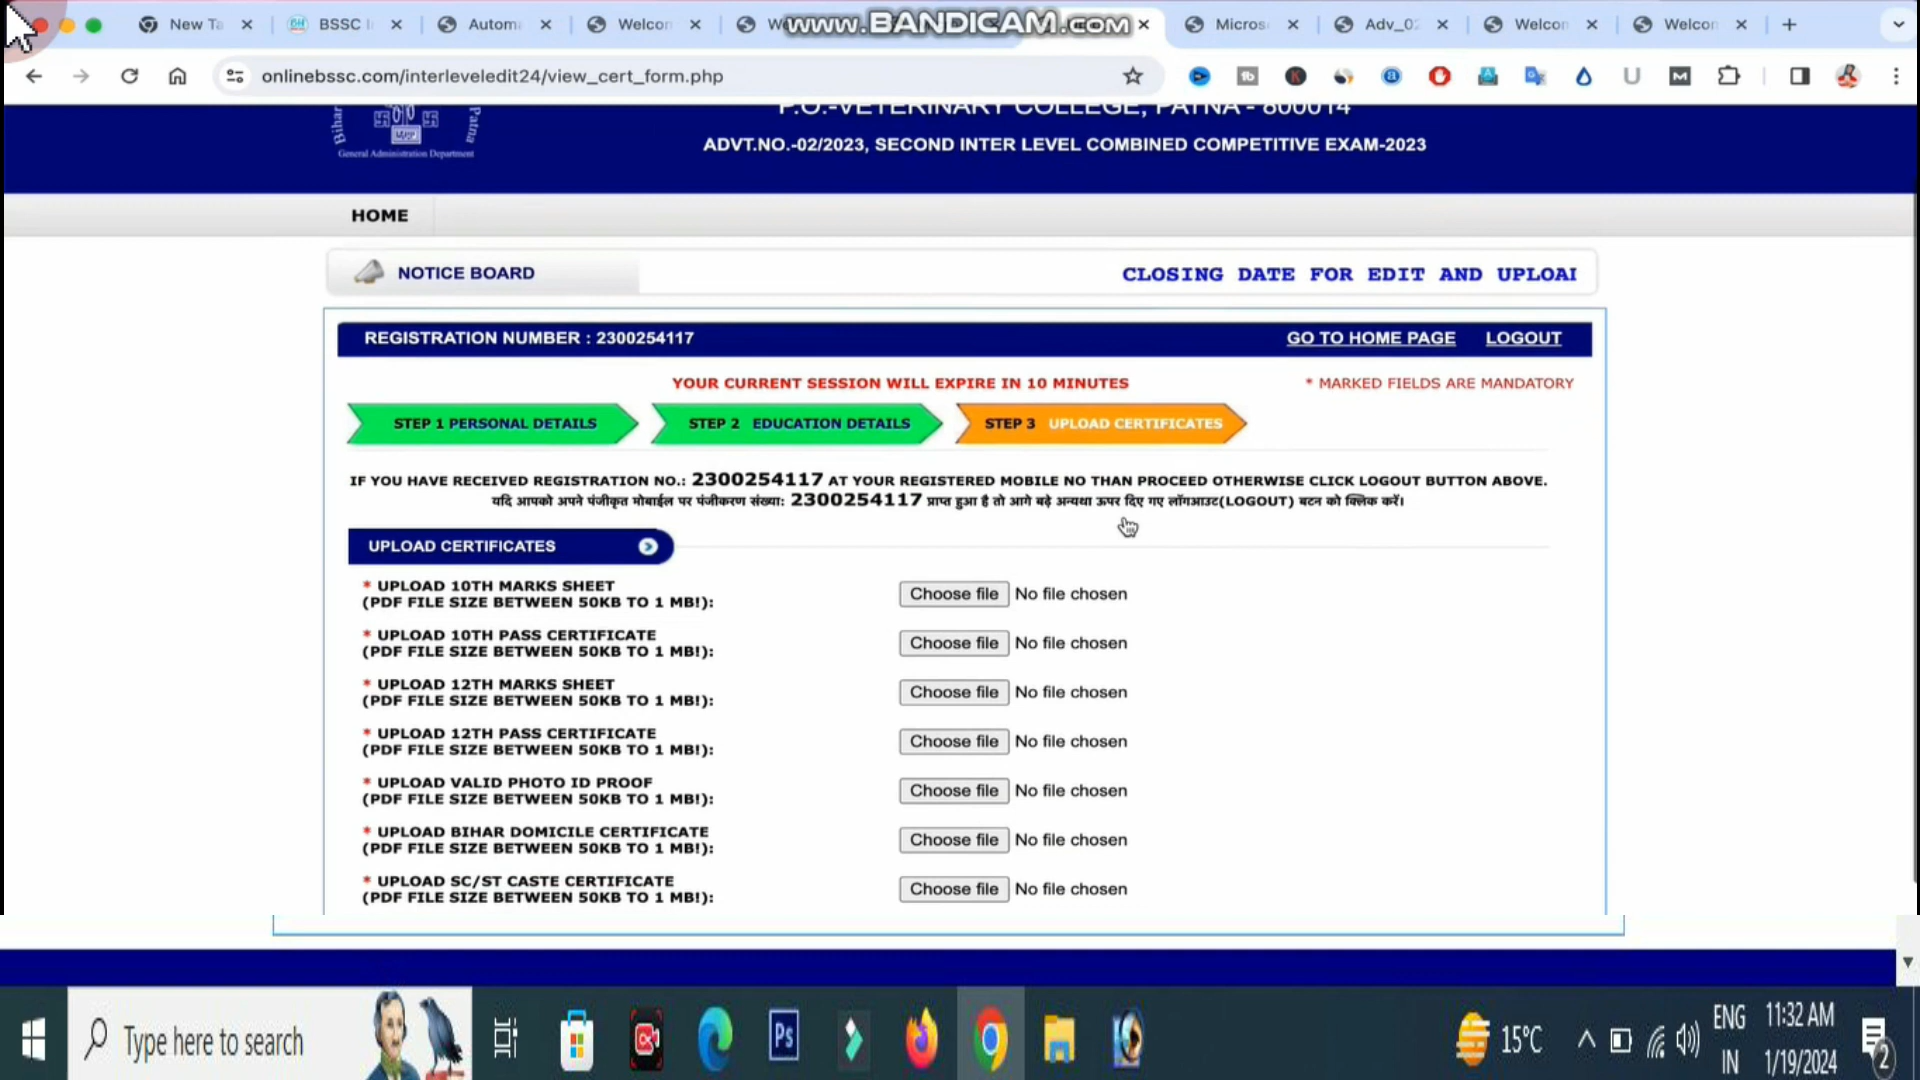 New Ta
BSSC I
Autom
Welcon
W
www.BANDICAM.com
Micros
Adv_02
Welcon
Welcon
onlinebssc.com/interleveledit24/view_cert_form.php
Bihar
Patna
General Administration Department
P.O.-VETERINARY COLLEGE, PATNA - 800014
ADVT.NO.-02/2023, SECOND INTER LEVEL COMBINED COMPETITIVE EXAM-2023
HOME
NOTICE BOARD
CLOSING DATE FOR EDIT AND UPLOAD
REGISTRATION NUMBER : 2300254117
GO TO HOME PAGE
LOGOUT
YOUR CURRENT SESSION WILL EXPIRE IN 10 MINUTES
* MARKED FIELDS ARE MANDATORY
STEP 1 PERSONAL DETAILS
STEP 2 EDUCATION DETAILS
STEP 3 UPLOAD CERTIFICATES
IF YOU HAVE RECEIVED REGISTRATION NO.: 2300254117 AT YOUR REGISTERED MOBILE NO THAN PROCEED OTHERWISE CLICK LOGOUT BUTTON ABOVE.
यदि आपको अपने पंजीकृत मोबाईल पर पंजीकरण संख्या: 2300254117 प्राप्त हुआ है तो आगे बढ़े अन्यथा ऊपर दिए गए लॉगआउट(LOGOUT) बटन को क्लिक करें।
UPLOAD CERTIFICATES
* UPLOAD 10TH MARKS SHEET
(PDF FILE SIZE BETWEEN 50KB TO 1 MB!):
Choose file No file chosen
* UPLOAD 10TH PASS CERTIFICATE
(PDF FILE SIZE BETWEEN 50KB TO 1 MB!):
Choose file No file chosen
* UPLOAD 12TH MARKS SHEET
(PDF FILE SIZE BETWEEN 50KB TO 1 MB!):
Choose file No file chosen
* UPLOAD 12TH PASS CERTIFICATE
(PDF FILE SIZE BETWEEN 50KB TO 1 MB!):
Choose file No file chosen
* UPLOAD VALID PHOTO ID PROOF
(PDF FILE SIZE BETWEEN 50KB TO 1 MB!):
Choose file No file chosen
* UPLOAD BIHAR DOMICILE CERTIFICATE
(PDF FILE SIZE BETWEEN 50KB TO 1 MB!):
Choose file No file chosen
* UPLOAD SC/ST CASTE CERTIFICATE
(PDF FILE SIZE BETWEEN 50KB TO 1 MB!):
Choose file No file chosen
Type here to search
Ps
15°C
ENG
IN
11:32 AM
1/19/2024
2